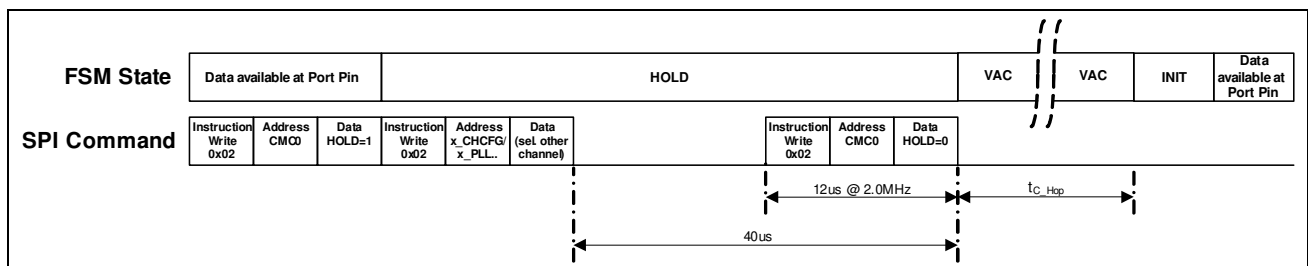 FSM State
Data available at Port Pin
HOLD
VAC
VAC
INIT
Data
available at
Port Pin
SPI Command
Instruction
Write
0x02
Address
CMC0
Data
HOLD=1
Instruction
Write
0x02
Address
x_CHCFG/
x_PLL..
Data
(sel. other
channel)
Instruction
Write
0x02
Address
CMC0
Data
HOLD=0
12us @ 2.0MHz
tC_Hop
40us